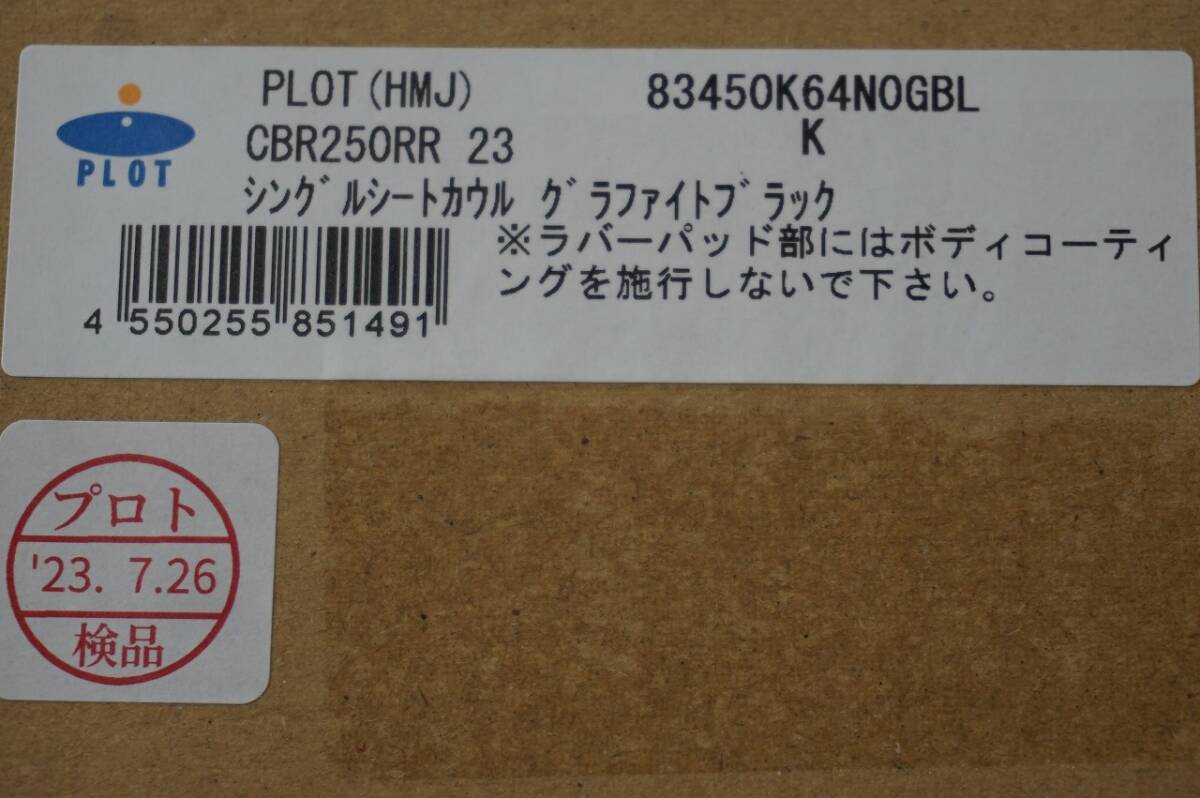 PLOT
PLOT(HMJ)
83450K64N0GBL
K
CBR250RR 23
ｼﾝｸﾞﾙｼｰﾄｶｳﾙ ｸﾞﾗﾌｧｲﾄﾌﾞﾗｯｸ
※ラバーパッド部にはボディコーティ
ングを施行しないで下さい。
4 550255 851491
プロト
'23. 7.26
検品